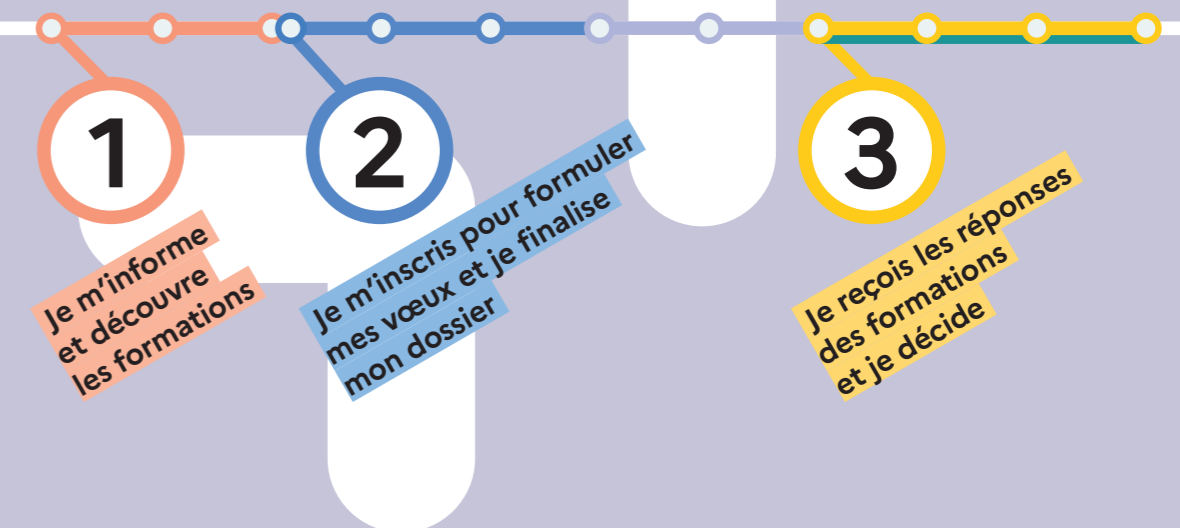 1
Je m'informe
et découvre
les formations
2
Je m'inscris pour formuler
mes vœux et je finalise
mon dossier
3
Je reçois les réponses
des formations
et je décide